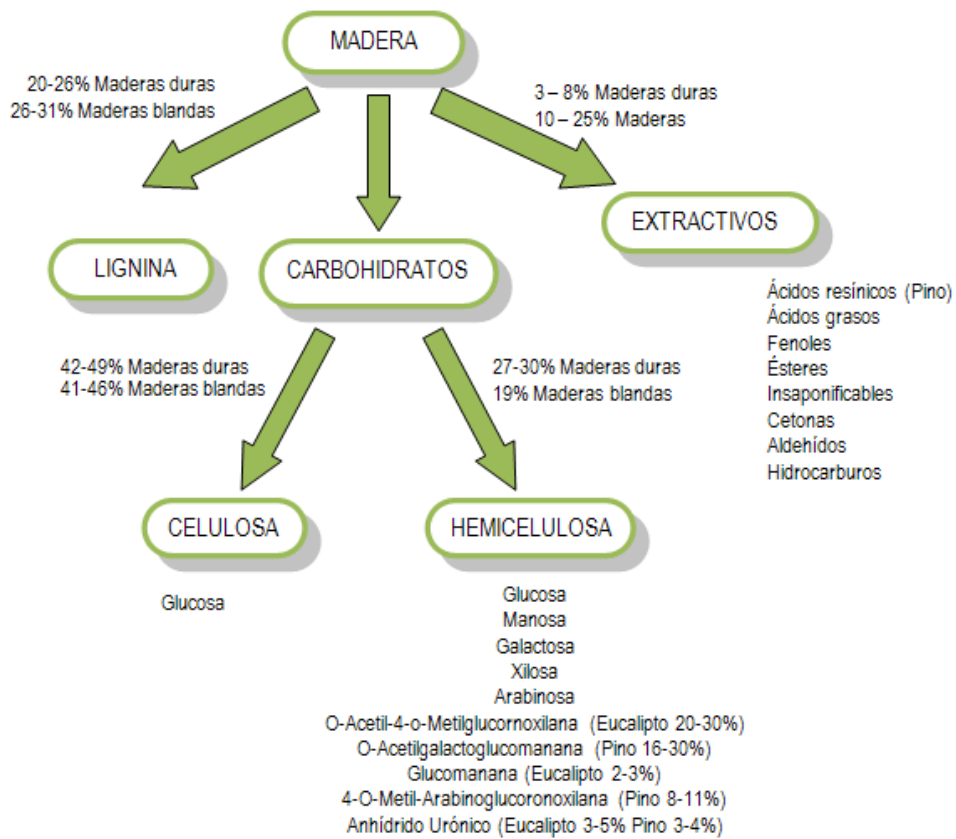 MADERA
20-26% Maderas duras
26-31% Maderas blandas
3 – 8% Maderas duras
10 – 25% Maderas
LIGNINA
CARBOHIDRATOS
EXTRACTIVOS
Ácidos resínicos (Pino)
Ácidos grasos
Fenoles
Ésteres
Insaponificables
Cetonas
Aldehídos
Hidrocarburos
42-49% Maderas duras
41-46% Maderas blandas
27-30% Maderas duras
19% Maderas blandas
CELULOSA
HEMICELULOSA
Glucosa
Glucosa
Manosa
Galactosa
Xilosa
Arabinosa
O-Acetil-4-o-Metilglucornoxilana (Eucalipto 20-30%)
O-Acetilgalactoglucomanana (Pino 16-30%)
Glucomanana (Eucalipto 2-3%)
4-O-Metil-Arabinoglucoronoxilana (Pino 8-11%)
Anhídrido Urónico (Eucalipto 3-5% Pino 3-4%)